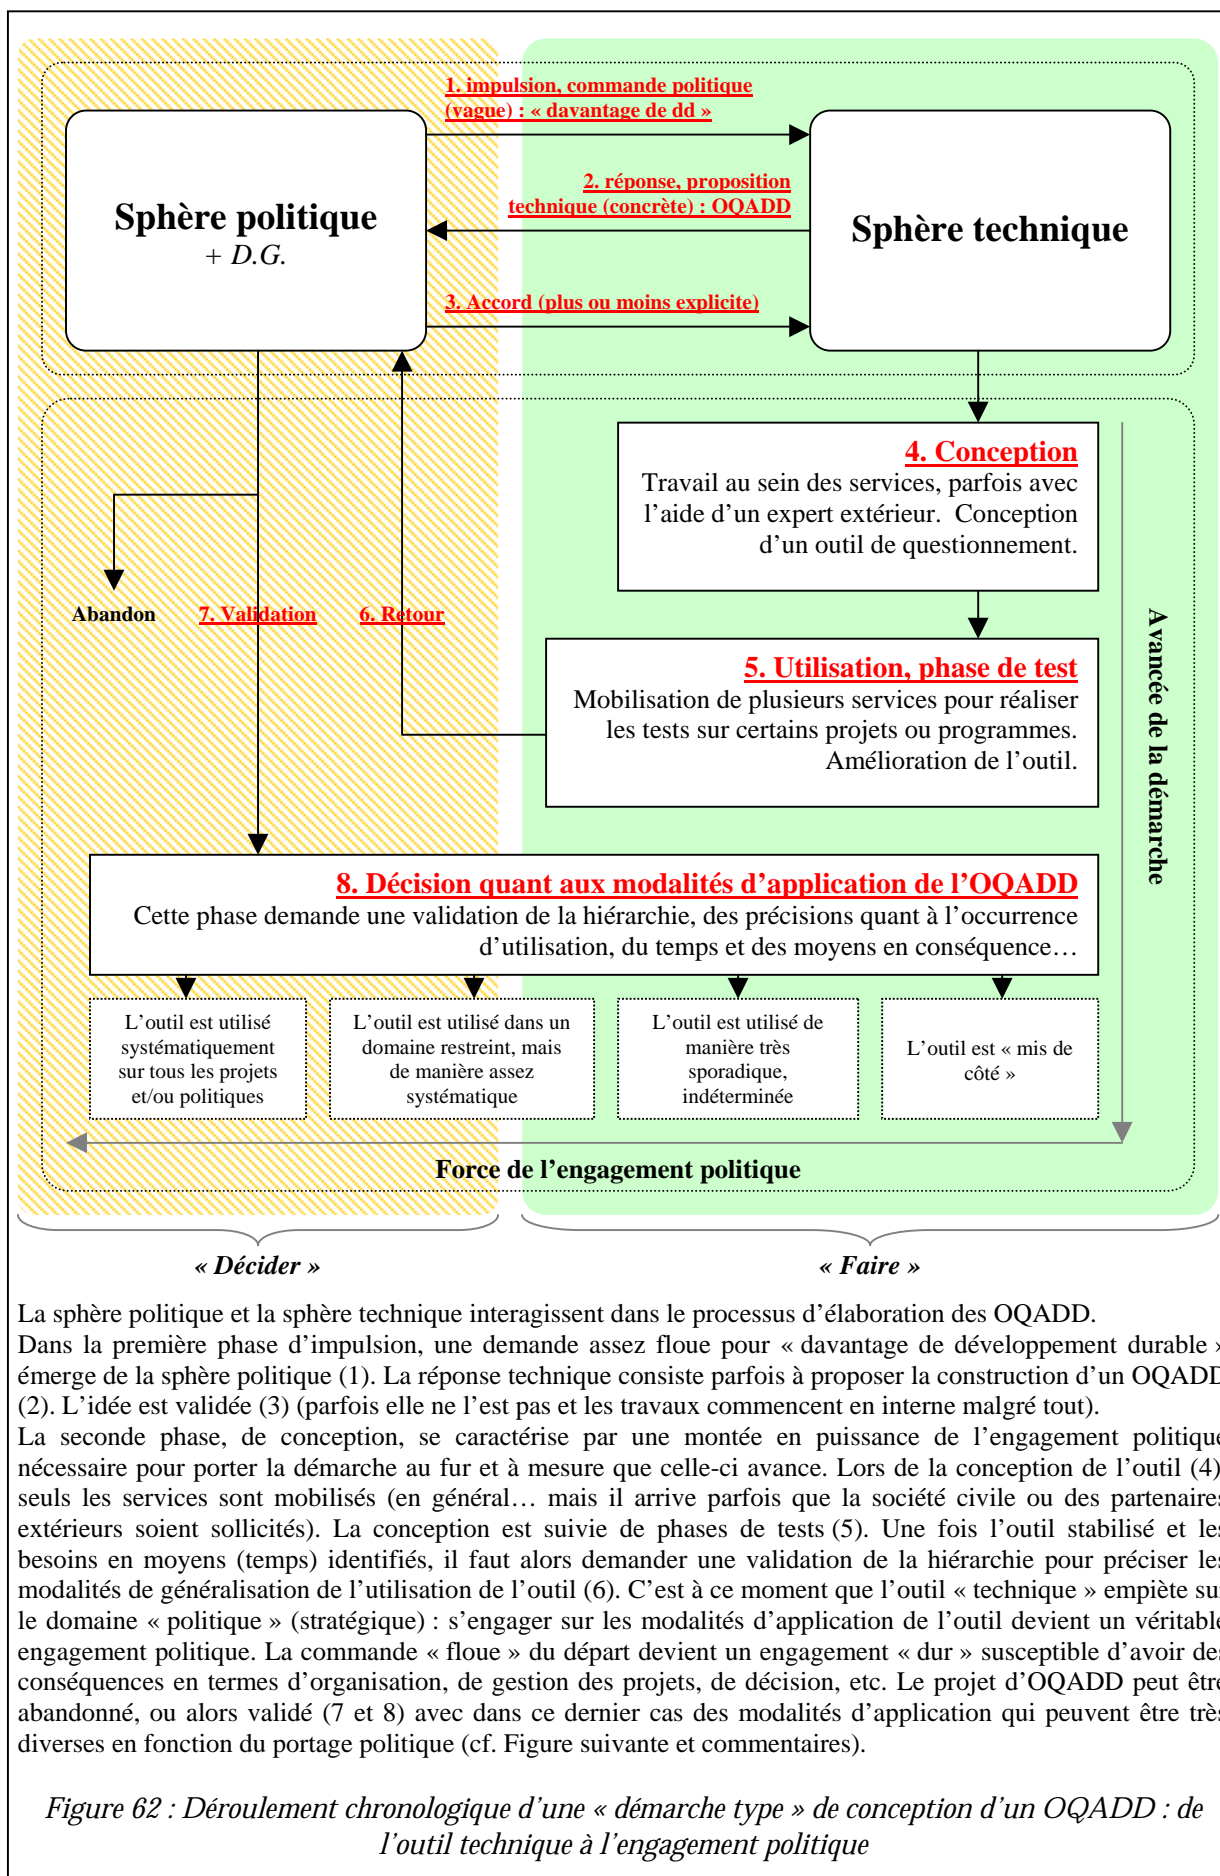 1. impulsion, commande politique
(vague) : « davantage de dd »
2. réponse, proposition
technique (concrète) : OQADD
3. Accord (plus ou moins explicite)
Sphère politique
+ D.G.
Sphère technique
4. Conception
Travail au sein des services, parfois avec
l’aide d’un expert extérieur. Conception
d’un outil de questionnement.
Abandon
7. Validation
6. Retour
5. Utilisation, phase de test
Mobilisation de plusieurs services pour réaliser
les tests sur certains projets ou programmes.
Amélioration de l’outil.
Avancée de la démarche
8. Décision quant aux modalités d’application de l’OQADD
Cette phase demande une validation de la hiérarchie, des précisions quant à l’occurrence
d’utilisation, du temps et des moyens en conséquence…
L’outil est utilisé
systématiquement
sur tous les projets
et/ou politiques
L’outil est utilisé dans un
domaine restreint, mais
de manière assez
systématique
L’outil est utilisé de
manière très
sporadique,
indéterminée
L’outil est « mis de
côté »
Force de l’engagement politique
« Décider »
« Faire »
La sphère politique et la sphère technique interagissent dans le processus d’élaboration des OQADD.
Dans la première phase d’impulsion, une demande assez floue pour « davantage de développement durable »
émerge de la sphère politique (1). La réponse technique consiste parfois à proposer la construction d’un OQADD
(2). L’idée est validée (3) (parfois elle ne l’est pas et les travaux commencent en interne malgré tout).
La seconde phase, de conception, se caractérise par une montée en puissance de l’engagement politique
nécessaire pour porter la démarche au fur et à mesure que celle-ci avance. Lors de la conception de l’outil (4)
seuls les services sont mobilisés (en général… mais il arrive parfois que la société civile ou des partenaires
extérieurs soient sollicités). La conception est suivie de phases de tests (5). Une fois l’outil stabilisé et les
besoins en moyens (temps) identifiés, il faut alors demander une validation de la hiérarchie pour préciser les
modalités de généralisation de l’utilisation de l’outil (6). C’est à ce moment que l’outil « technique » empiète sur
le domaine « politique » (stratégique) : s’engager sur les modalités d’application de l’outil devient un véritable
engagement politique. La commande « floue » du départ devient un engagement « dur » susceptible d’avoir des
conséquences en termes d’organisation, de gestion des projets, de décision, etc. Le projet d’OQADD peut être
abandonné, ou alors validé (7 et 8) avec dans ce dernier cas des modalités d’application qui peuvent être très
diverses en fonction du portage politique (cf. Figure suivante et commentaires).
Figure 62 : Déroulement chronologique d’une « démarche type » de conception d’un OQADD : de
l’outil technique à l’engagement politique